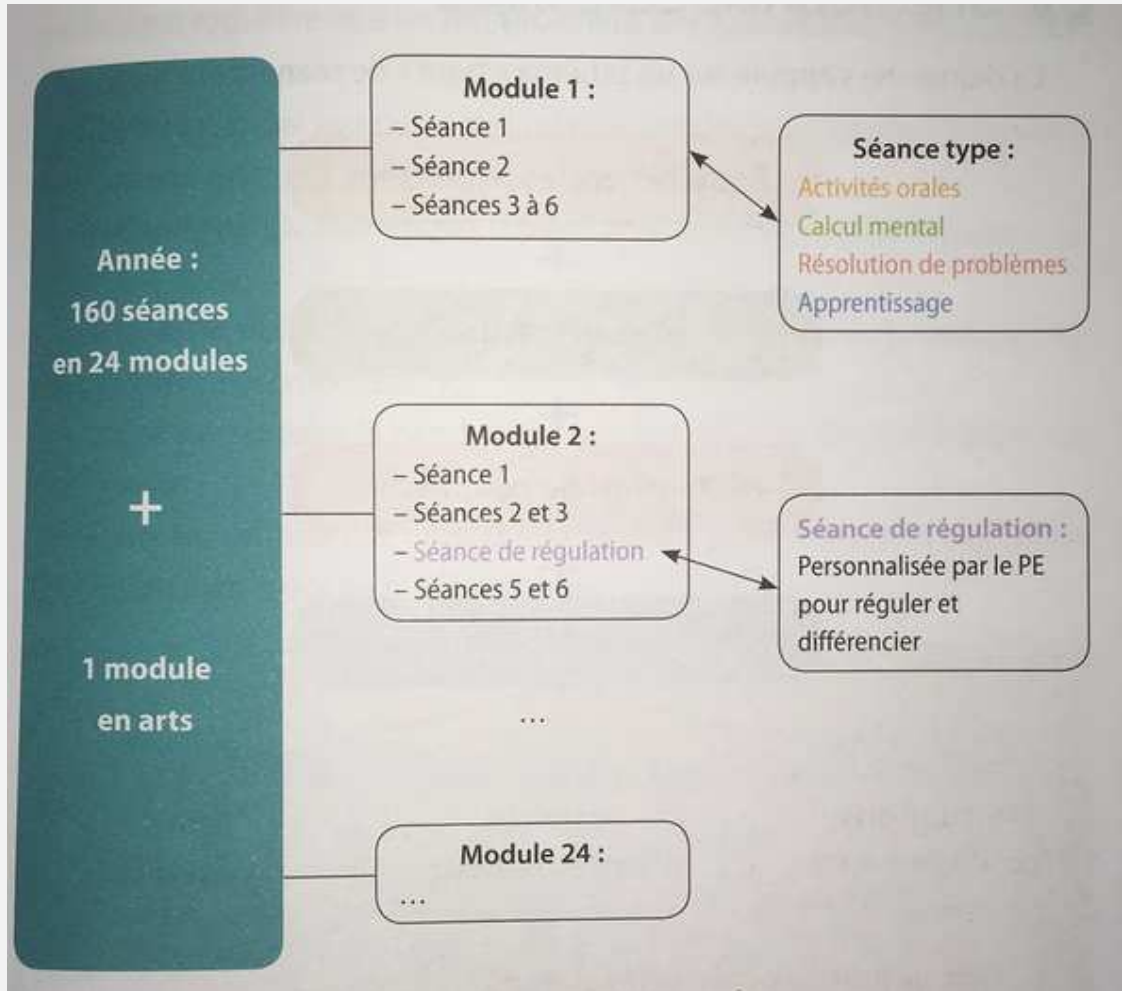 Année :
160 séances
en 24 modules
+
1 module
en arts
Module 1 :
– Séance 1
– Séance 2
– Séances 3 à 6
Séance type :
Activités orales
Calcul mental
Résolution de problèmes
Apprentissage
Module 2 :
– Séance 1
– Séances 2 et 3
– Séance de régulation
– Séances 5 et 6
Séance de régulation :
Personnalisée par le PE
pour réguler et
différencier
...
Module 24 :
...